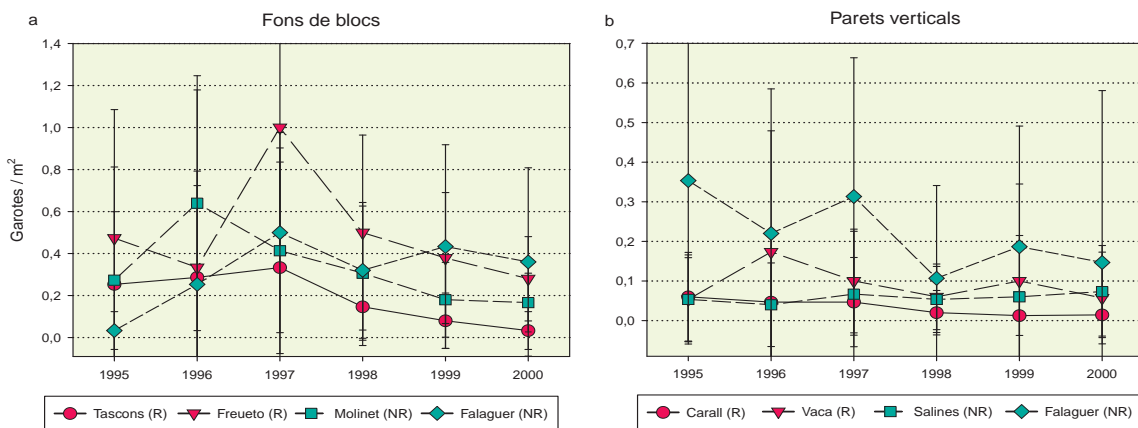 a
Fons de blocs
Garotes / m²
1,4
1,2
1,0
0,8
0,6
0,4
0,2
0,0
1995 1996 1997 1998 1999 2000
Tascons (R) Freueto (R) Molinet (NR) Falaguer (NR)
b
Parets verticals
0,7
0,6
0,5
0,4
0,3
0,2
0,1
0,0
1995 1996 1997 1998 1999 2000
Carall (R) Vaca (R) Salines (NR) Falaguer (NR)